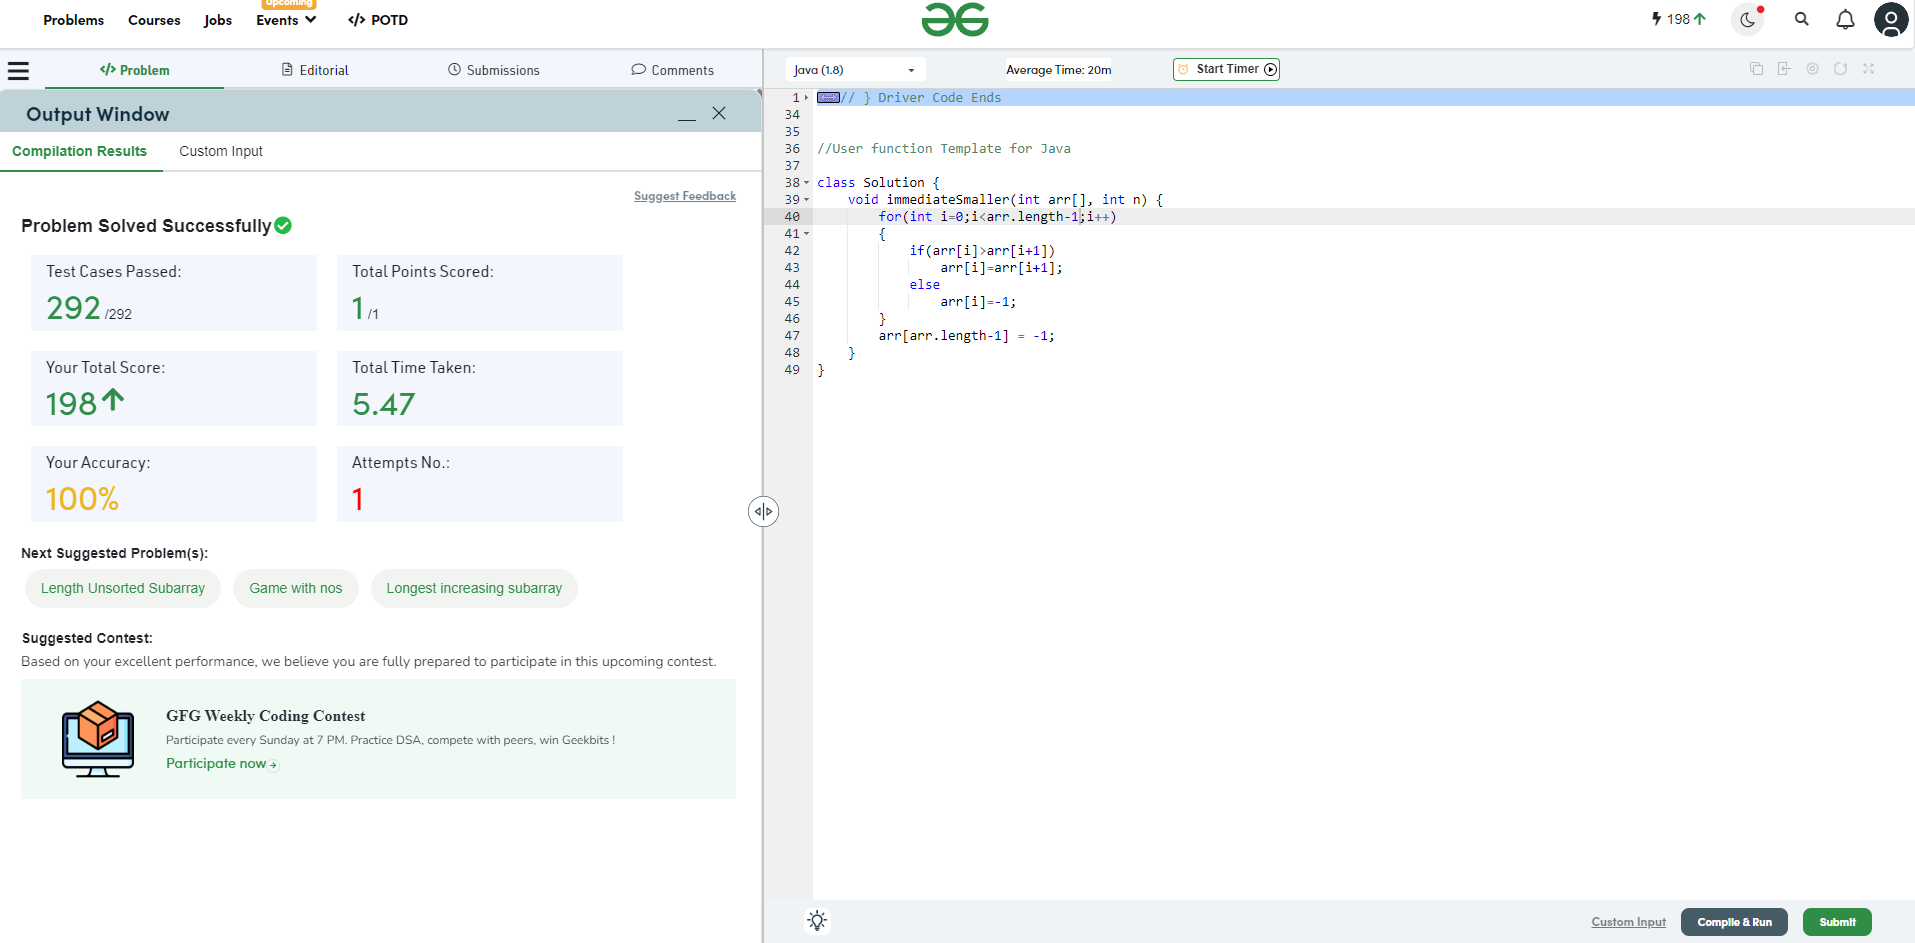 Problems Courses Jobs Upcoming Events </> POTD
198
</> Problem Editorial Submissions Comments
Java (1.8) Average Time: 20m Start Timer
Output Window
Compilation Results Custom Input
Suggest Feedback
Problem Solved Successfully
Test Cases Passed: Total Points Scored:
292 /292 1 /1
Your Total Score: Total Time Taken:
198 5.47
Your Accuracy: Attempts No.:
100% 1
Next Suggested Problem(s):
Length Unsorted Subarray Game with nos Longest increasing subarray
Suggested Contest:
Based on your excellent performance, we believe you are fully prepared to participate in this upcoming contest.
GFG Weekly Coding Contest
Participate every Sunday at 7 PM. Practice DSA, compete with peers, win Geekbits !
Participate now
1 // } Driver Code Ends
34
35
36 //User function Template for Java
37
38 class Solution {
39 void immediateSmaller(int arr[], int n) {
40 for(int i=0;i<arr.length-1;i++)
41 {
42 if(arr[i]>arr[i+1])
43 arr[i]=arr[i+1];
44 else
45 arr[i]=-1;
46 }
47 arr[arr.length-1] = -1;
48 }
49 }
Custom Input Compile & Run Submit